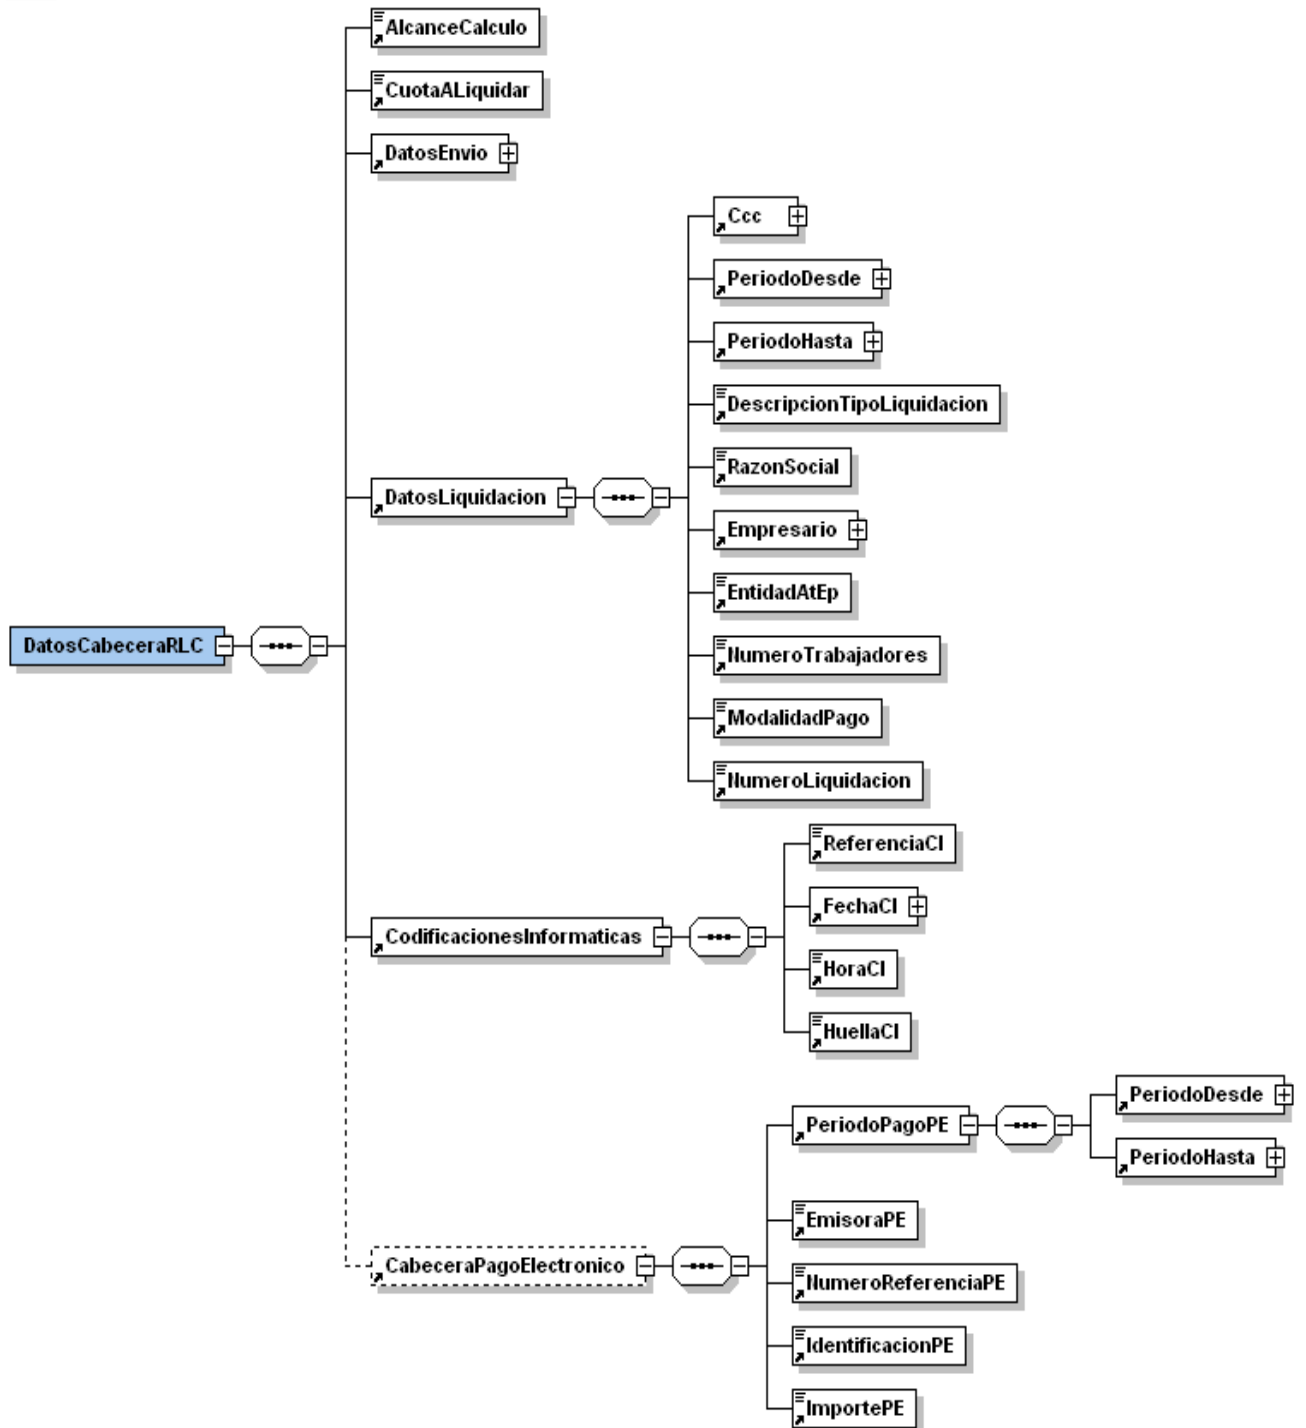 AlcanceCalculo
CuotaALiquidar
DatosEnvio
Ccc
PeriodoDesde
PeriodoHasta
DescripcionTipoLiquidacion
RazonSocial
DatosLiquidacion
Empresario
EntidadAtEp
DatosCabeceraRLC
NumeroTrabajadores
ModalidadPago
NumeroLiquidacion
ReferenciaCI
FechaCI
CodificacionesInformaticas
HoraCI
HuellaCI
PeriodoDesde
PeriodoPagoPE
PeriodoHasta
EmisoraPE
CabeceraPagoElectronico
NumeroReferenciaPE
IdentificacionPE
ImportePE